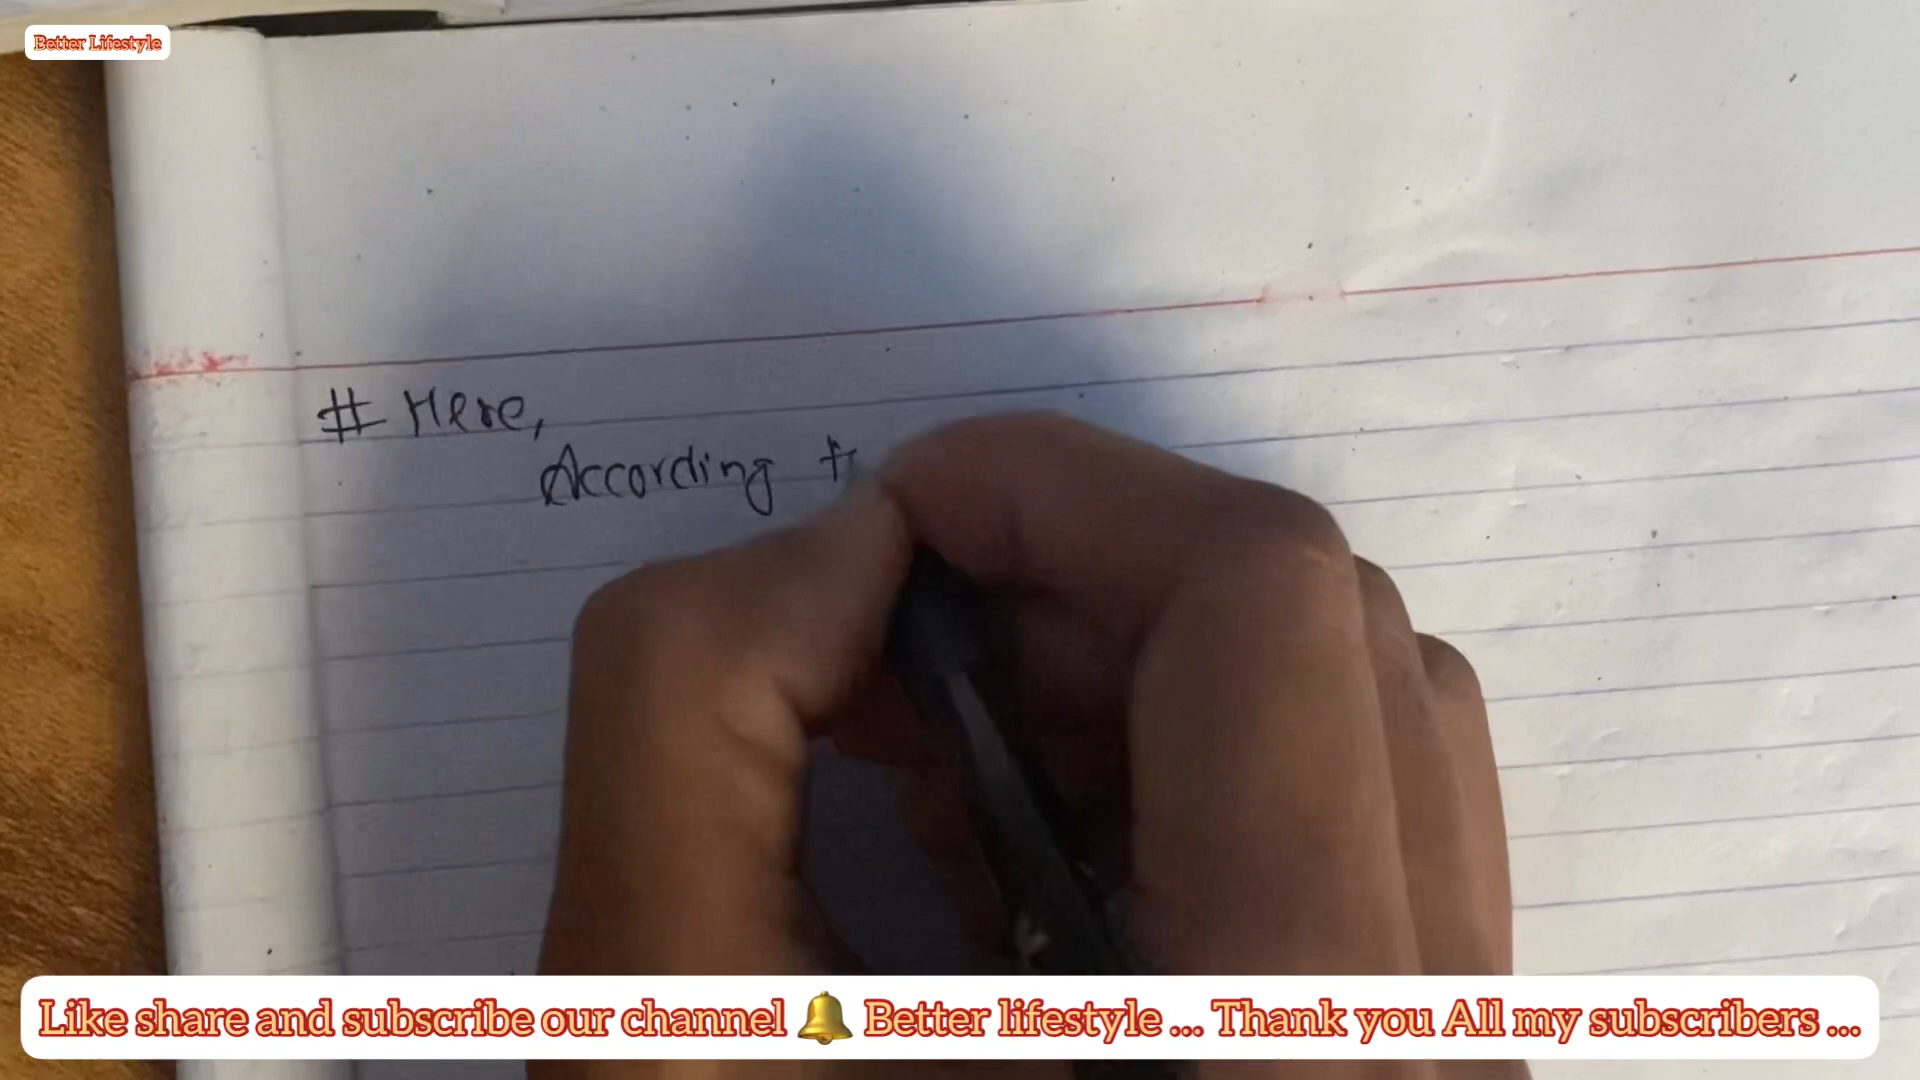 Better Lifestyle
# Here,
According
Like share and subscribe our channel 🔔 Better lifestyle ... Thank you All my subscribers ...